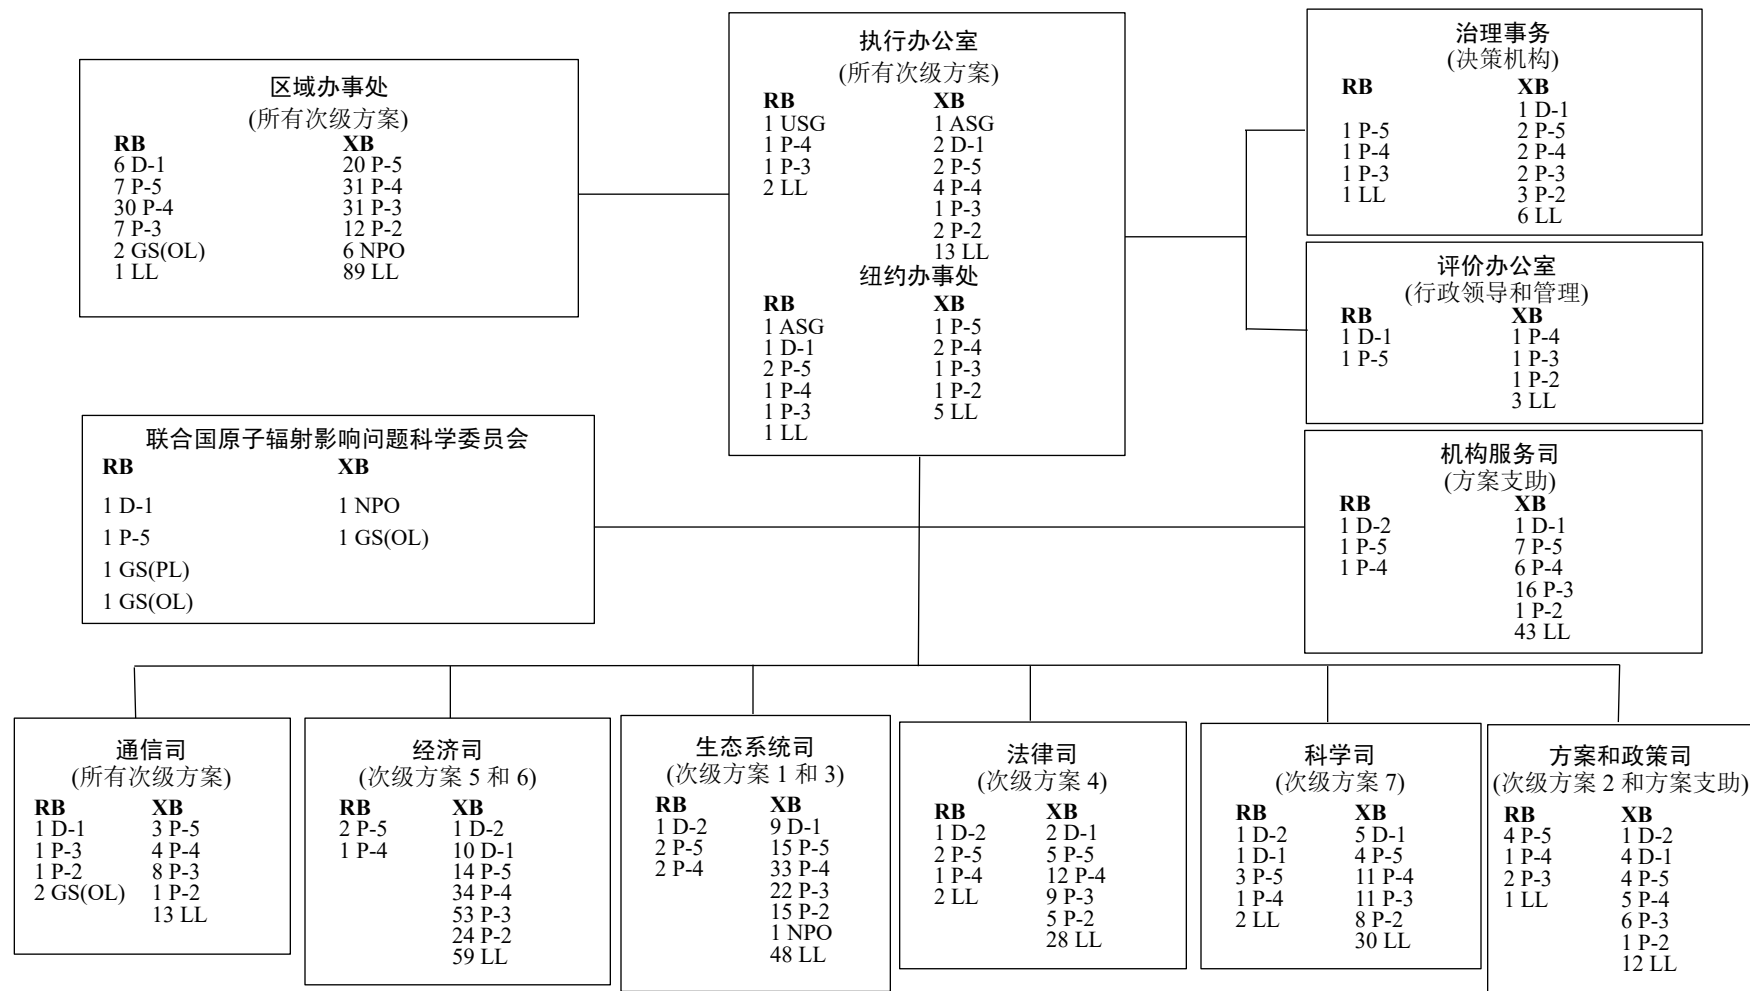 区域办事处
(所有次级方案)
RB XB
6 D-1 20 P-5
7 P-5 31 P-4
30 P-4 31 P-3
7 P-3 12 P-2
2 GS(OL) 6 NPO
1 LL 89 LL
执行办公室
(所有次级方案)
RB XB
1 USG 1 ASG
1 P-4 2 D-1
1 P-3 2 P-5
2 LL 4 P-4
1 P-3
2 P-2
13 LL
纽约办事处
RB XB
1 ASG 1 P-5
1 D-1 2 P-4
2 P-5 1 P-3
1 P-4 1 P-2
1 P-3 5 LL
1 LL
治理事务
(决策机构)
RB XB
1 D-1
1 P-5 2 P-5
1 P-4 2 P-4
1 P-3 2 P-3
1 LL 3 P-2
6 LL
评价办公室
(行政领导和管理)
RB XB
1 D-1 1 P-4
1 P-5 1 P-3
1 P-2
3 LL
联合国原子辐射影响问题科学委员会
RB XB
1 D-1 1 NPO
1 P-5 1 GS(OL)
1 GS(PL)
1 GS(OL)
机构服务司
(方案支助)
RB XB
1 D-2 1 D-1
1 P-5 7 P-5
1 P-4 6 P-4
16 P-3
1 P-2
43 LL
通信司
(所有次级方案)
RB XB
1 D-1 3 P-5
1 P-3 4 P-4
1 P-2 8 P-3
2 GS(OL) 1 P-2
13 LL
经济司
(次级方案 5 和 6)
RB XB
2 P-5 1 D-2
1 P-4 10 D-1
14 P-5
34 P-4
53 P-3
24 P-2
59 LL
生态系统司
(次级方案 1 和 3)
RB XB
1 D-2 9 D-1
2 P-5 15 P-5
2 P-4 33 P-4
22 P-3
15 P-2
1 NPO
48 LL
法律司
(次级方案 4)
RB XB
1 D-2 2 D-1
2 P-5 5 P-5
1 P-4 12 P-4
2 LL 9 P-3
5 P-2
28 LL
科学司
(次级方案 7)
RB XB
1 D-2 5 D-1
1 D-1 4 P-5
3 P-5 11 P-4
1 P-4 11 P-3
2 LL 8 P-2
30 LL
方案和政策司
(次级方案 2 和方案支助)
RB XB
4 P-5 1 D-2
1 P-4 4 D-1
2 P-3 4 P-5
1 LL 5 P-4
6 P-3
1 P-2
12 LL